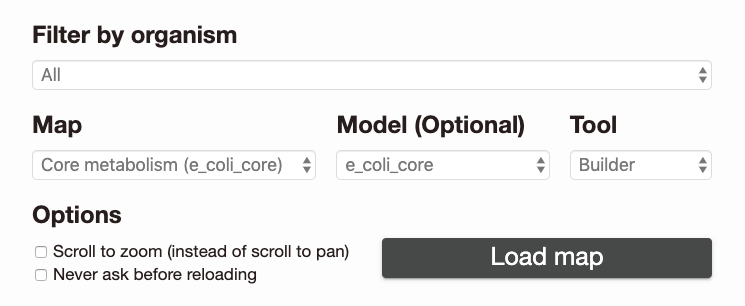 Filter by organism
All
Map Model (Optional) Tool
Core metabolism (e_coli_core) e_coli_core Builder
Options
Scroll to zoom (instead of scroll to pan)
Never ask before reloading
Load map